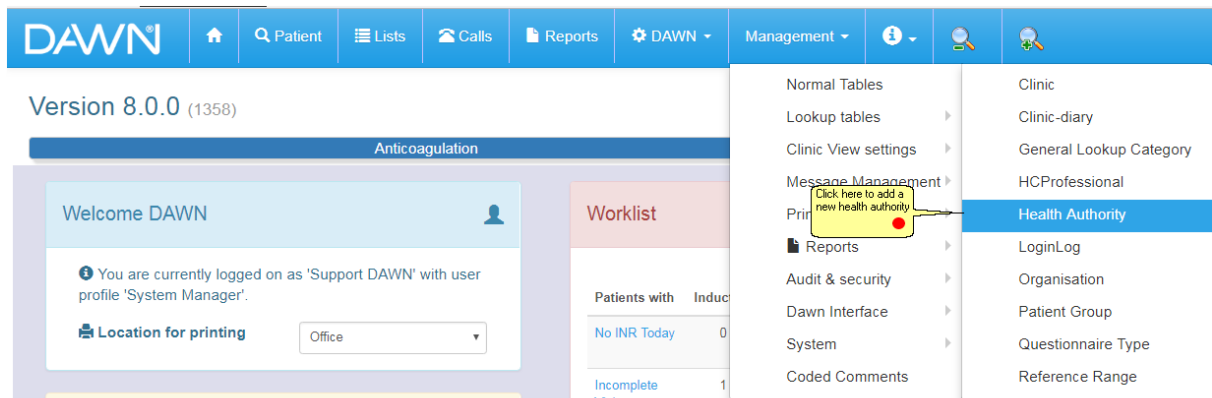 DAWN®
Patient
Lists
Calls
Reports
DAWN
Management
Version 8.0.0 (1358)
Anticoagulation
Welcome DAWN
You are currently logged on as 'Support DAWN' with user
profile 'System Manager'.
Location for printing
Office
Worklist
Patients with
No INR Today 0
Incomplete 1
Normal Tables
Lookup tables
Clinic View settings
Message Management
Click here to add a
new health authority
Reports
Audit & security
Dawn Interface
System
Coded Comments
Clinic
Clinic-diary
General Lookup Category
HCProfessional
Health Authority
LoginLog
Organisation
Patient Group
Questionnaire Type
Reference Range